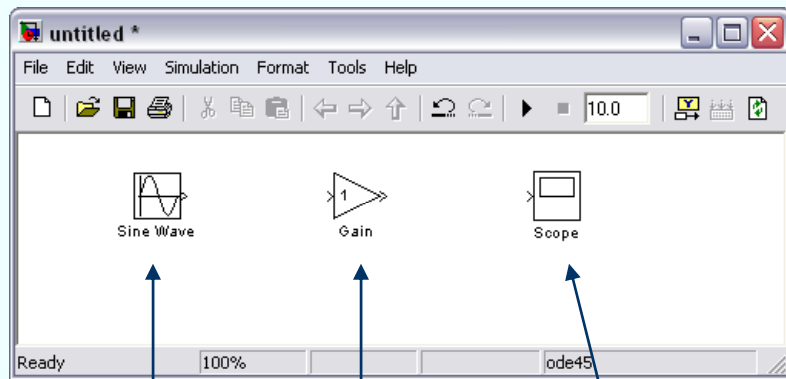 untitled *
File Edit View Simulation Format Tools Help
10.0
Y
1
Sine Wave Gain Scope
Ready 100% ode45